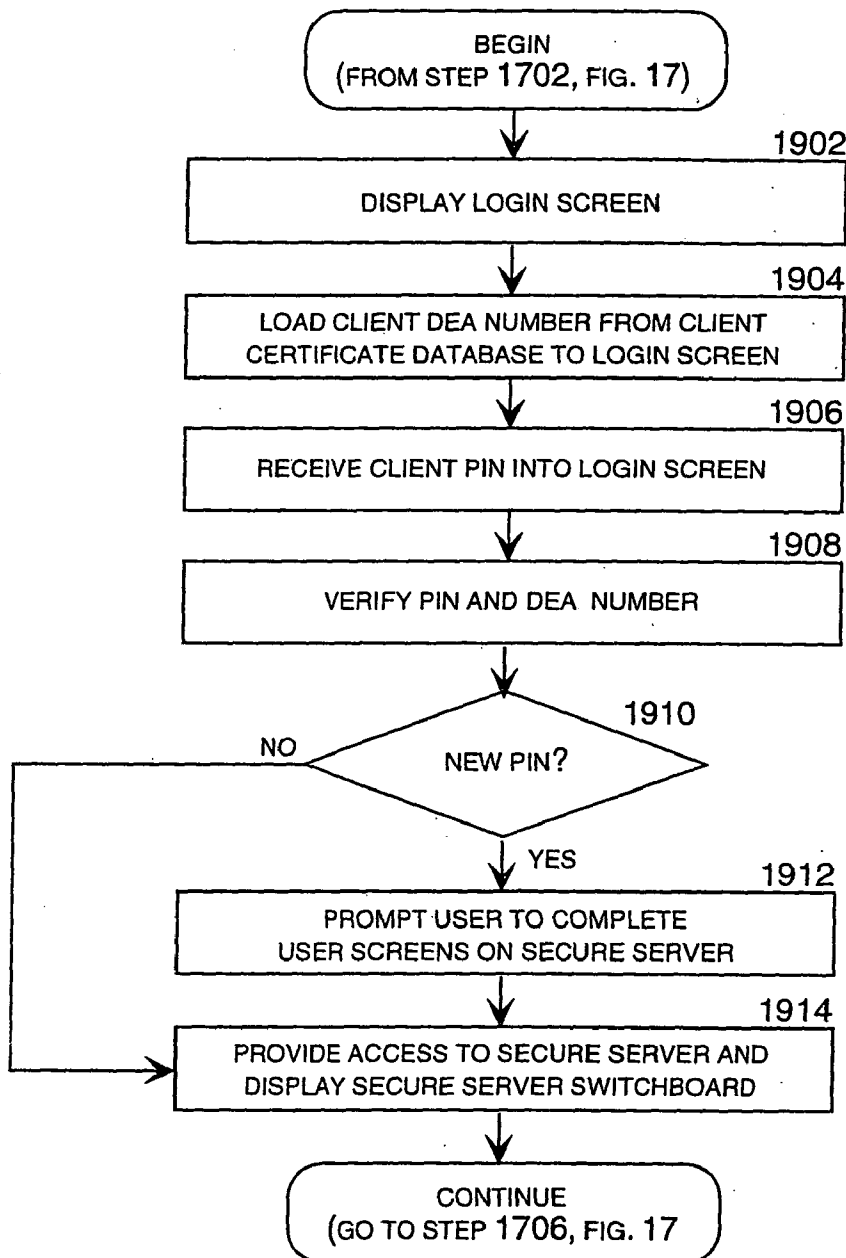 BEGIN
(FROM STEP 1702, FIG. 17)
1902
DISPLAY LOGIN SCREEN
1904
LOAD CLIENT DEA NUMBER FROM CLIENT
CERTIFICATE DATABASE TO LOGIN SCREEN
1906
RECEIVE CLIENT PIN INTO LOGIN SCREEN
1908
VERIFY PIN AND DEA NUMBER
1910
NO
NEW PIN?
YES
1912
PROMPT USER TO COMPLETE
USER SCREENS ON SECURE SERVER
1914
PROVIDE ACCESS TO SECURE SERVER AND
DISPLAY SECURE SERVER SWITCHBOARD
CONTINUE
(GO TO STEP 1706, FIG. 17